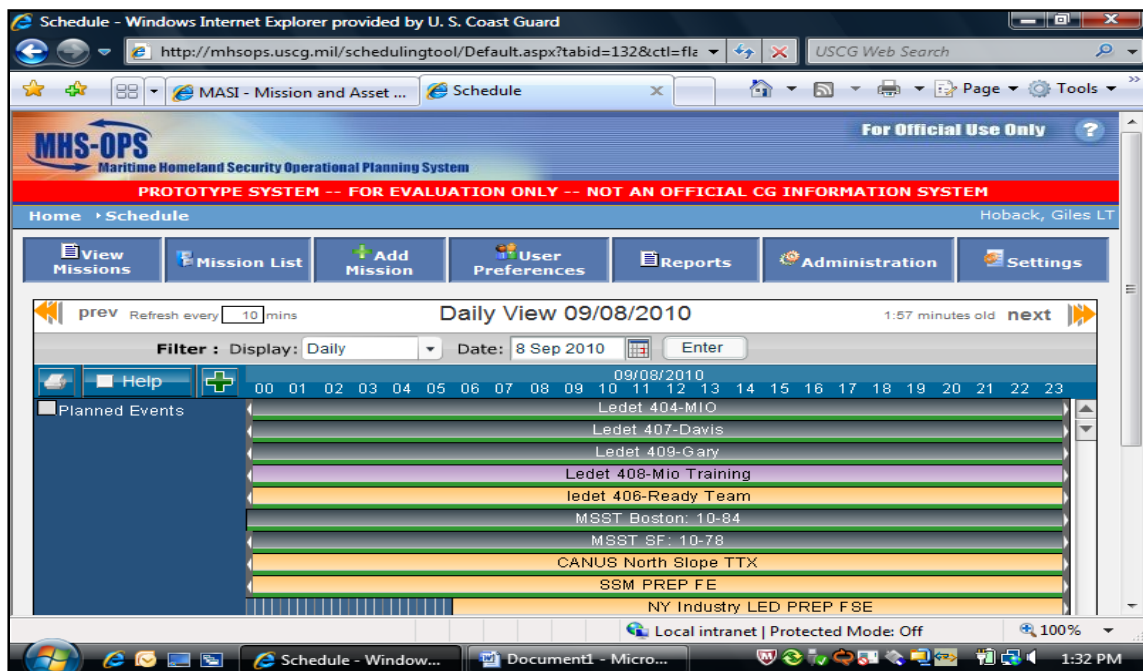 Schedule - Windows Internet Explorer provided by U. S. Coast Guard
http://mhsops.uscg.mil/schedulingtool/Default.aspx?tabid=132&ctl=fla
USCG Web Search
MASI - Mission and Asset ...
Schedule
Page
Tools
MHS-OPS
Maritime Homeland Security Operational Planning System
For Official Use Only ?
PROTOTYPE SYSTEM -- FOR EVALUATION ONLY -- NOT AN OFFICIAL CG INFORMATION SYSTEM
Home Schedule
Hoback, Giles LT
View Missions
Mission List
Add Mission
User Preferences
Reports
Administration
Settings
prev Refresh every 10 mins
Daily View 09/08/2010
1:57 minutes old next
Filter : Display: Daily Date: 8 Sep 2010 Enter
Help
09/08/2010
00 01 02 03 04 05 06 07 08 09 10 11 12 13 14 15 16 17 18 19 20 21 22 23
Planned Events
Ledet 404-MIO
Ledet 407-Davis
Ledet 409-Gary
Ledet 408-Mio Training
ledet 406-Ready Team
MSST Boston: 10-84
MSST SF: 10-78
CANUS North Slope TTX
SSM PREP FE
NY Industry LED PREP FSE
Local intranet | Protected Mode: Off
100%
Schedule - Window...
Document1 - Micro...
1:32 PM